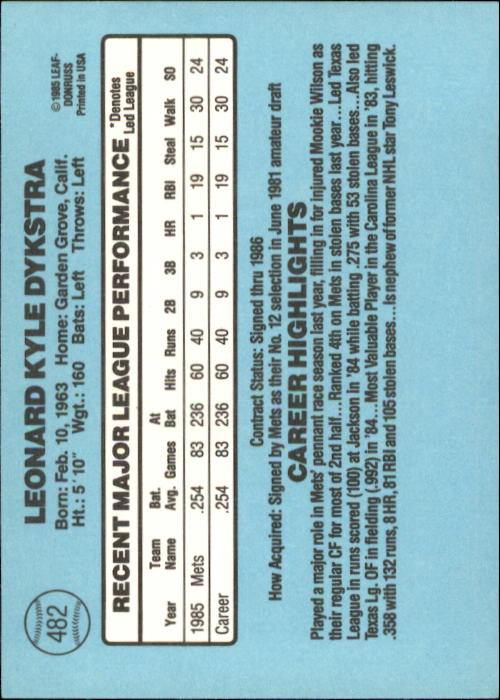 482
LEONARD KYLE DYKSTRA
Born: Feb. 10, 1963 Home: Garden Grove, Calif.
Ht.: 5'10" Wgt.: 160 Bats: Left Throws: Left
© 1985 LEAF-
DONRUSS
Printed in USA
RECENT MAJOR LEAGUE PERFORMANCE
*Denotes
Led League
Year Team Name Bat. Avg. Games At Bat Hits Runs 2B 3B HR RBI Steal Walk SO
1985 Mets .254 83 236 60 40 9 3 1 19 15 30 24
Career .254 83 236 60 40 9 3 1 19 15 30 24
Contract Status: Signed thru 1986
How Acquired: Signed by Mets as their No. 12 selection in June 1981 amateur draft
CAREER HIGHLIGHTS
Played a major role in Mets' pennant race season last year, filling in for injured Mookie Wilson as
their regular CF for most of 2nd half...Ranked 4th on Mets in stolen bases last year...Led Texas
League in runs scored (100) at Jackson in '84 while batting .275 with 53 stolen bases...Also led
Texas Lg. OF in fielding (.992) in '84...Most Valuable Player in the Carolina League in '83, hitting
.358 with 132 runs, 8 HR, 81 RBI and 105 stolen bases...Is nephew of former NHL star Tony Leswick.